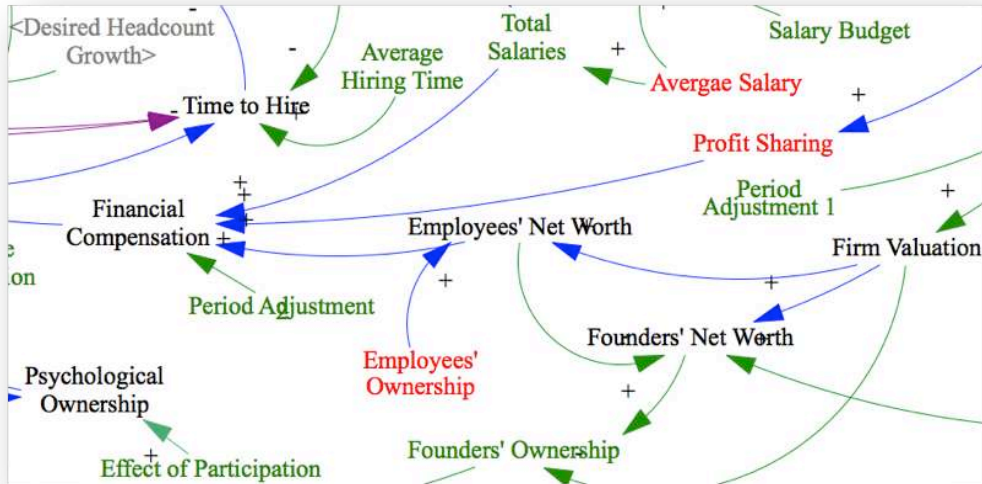 <Desired Headcount
Growth>
Total
Salaries
Salary Budget
Average
Hiring Time
Avergae Salary
Time to Hire
Profit Sharing
Period
Adjustment 1
Financial
Compensation
Employees' Net Worth
Firm Valuation
e
ion
Period Adjustment
2
Founders' Net Worth
Employees'
Ownership
Psychological
Ownership
Founders' Ownership
Effect of Participation